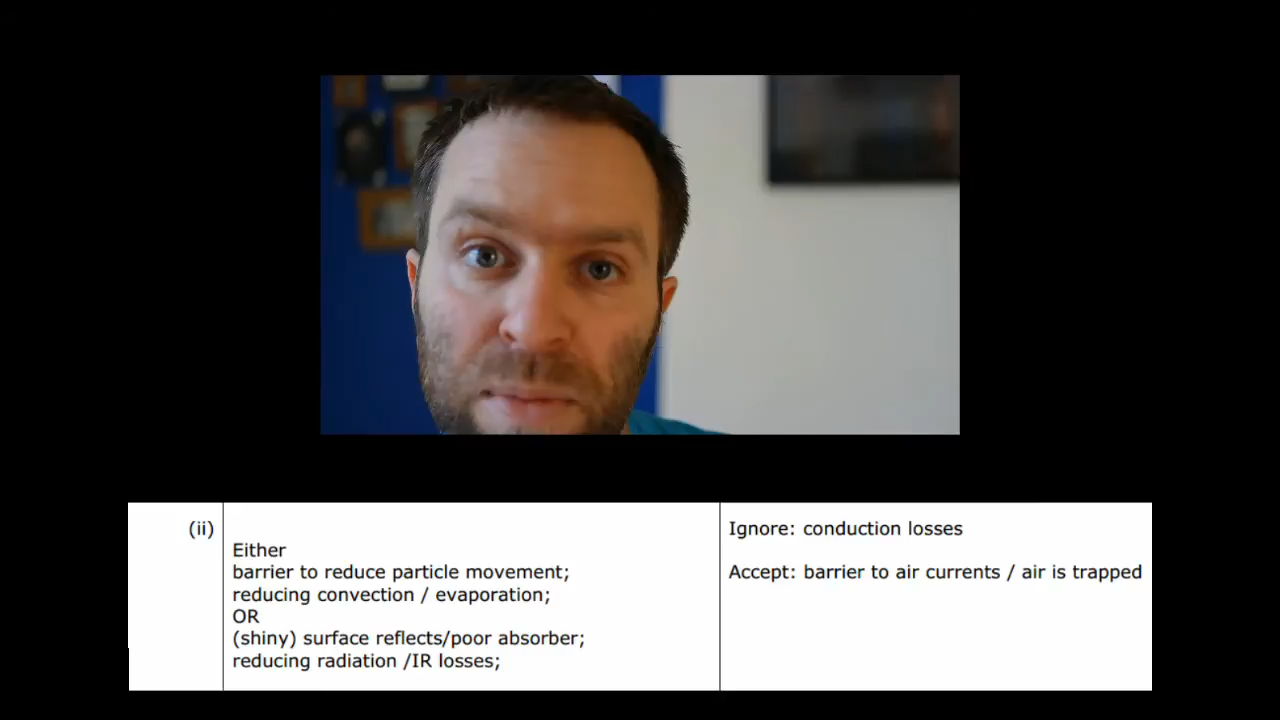 (ii)
Ignore: conduction losses
Either
barrier to reduce particle movement;
Accept: barrier to air currents / air is trapped
reducing convection / evaporation;
OR
(shiny) surface reflects/poor absorber;
reducing radiation /IR losses;